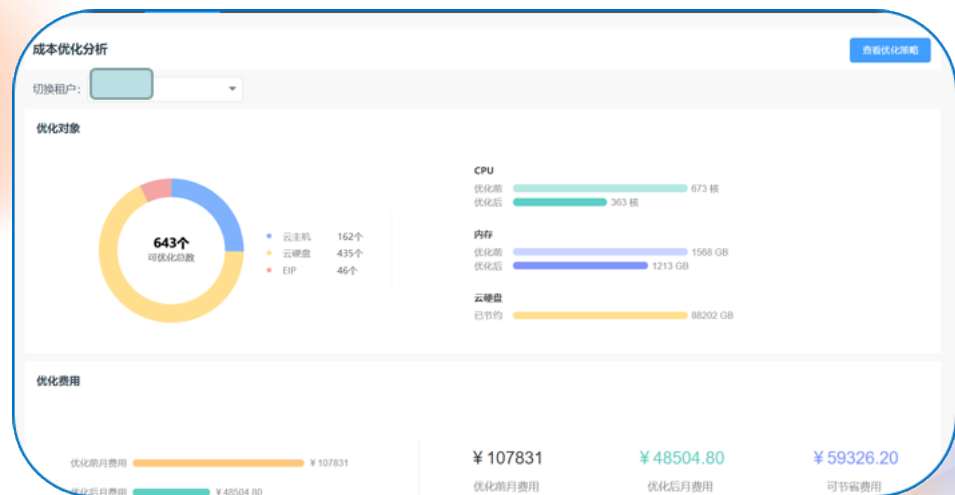 成本优化分析
查看优化策略
切换租户：
优化对象
643个
可优化总数
云主机 162个
云硬盘 435个
EIP 46个
CPU
优化前 673 核
优化后 363 核
内存
优化前 1568 GB
优化后 1213 GB
云硬盘
已节约 88202 GB
优化费用
优化前月费用 ¥ 107831
优化后月费用 ¥ 48504.80
¥ 107831
优化前月费用
¥ 48504.80
优化后月费用
¥ 59326.20
可节省费用